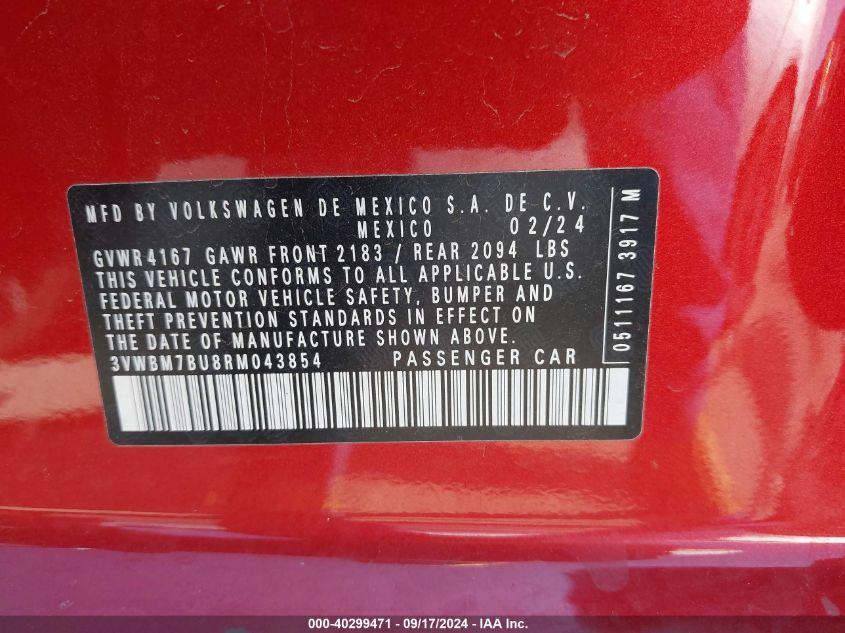 MFD BY VOLKSWAGEN DE MEXICO S.A. DE C.V.
MEXICO 02/24
GVWR 4167 GAWR FRONT 2183 / REAR 2094 LBS
THIS VEHICLE CONFORMS TO ALL APPLICABLE U.S.
FEDERAL MOTOR VEHICLE SAFETY, BUMPER AND
THEFT PREVENTION STANDARDS IN EFFECT ON
THE DATE OF MANUFACTURE SHOWN ABOVE.
3VWBM7BU8RM043854 PASSENGER CAR
0511167 3917 M
000-40299471 - 09/17/2024 - IAA Inc.